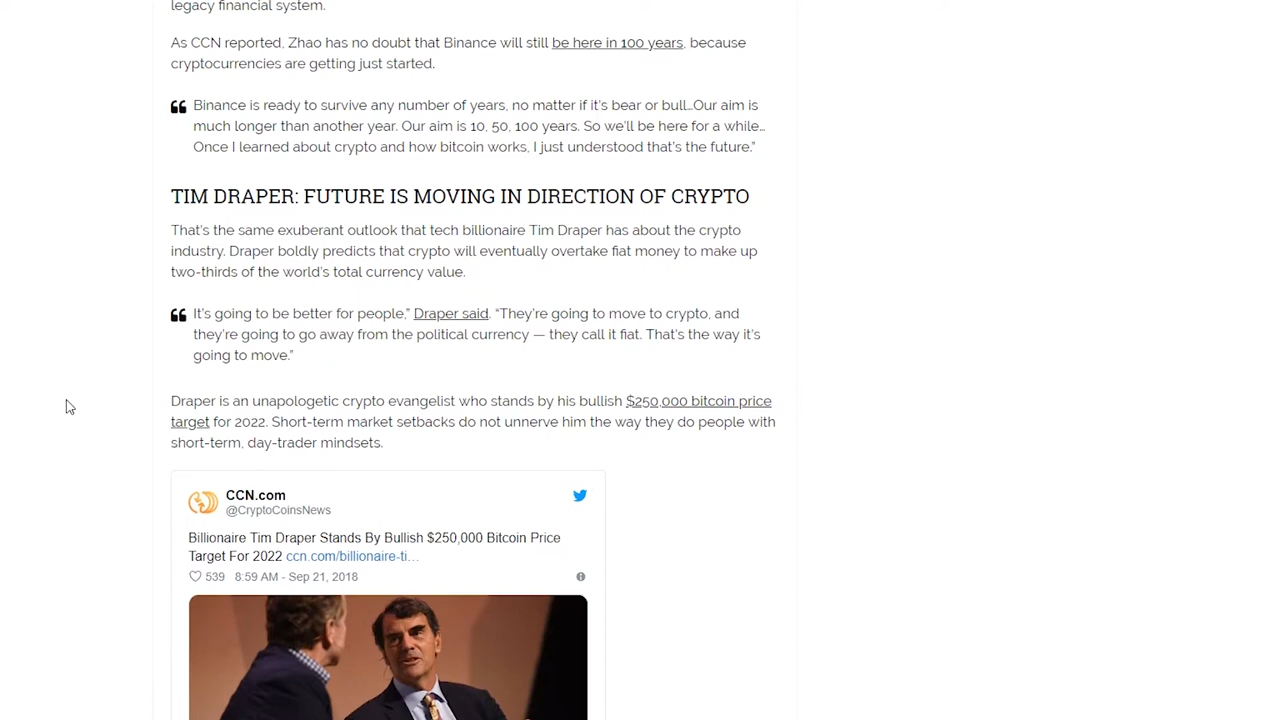 legacy financial system.
As CCN reported, Zhao has no doubt that Binance will still be here in 100 years, because
cryptocurrencies are getting just started.
Binance is ready to survive any number of years, no matter if it's bear or bull…Our aim is
much longer than another year. Our aim is 10, 50, 100 years. So we'll be here for a while…
Once I learned about crypto and how bitcoin works, I just understood that's the future.”
TIM DRAPER: FUTURE IS MOVING IN DIRECTION OF CRYPTO
That's the same exuberant outlook that tech billionaire Tim Draper has about the crypto
industry. Draper boldly predicts that crypto will eventually overtake fiat money to make up
two-thirds of the world's total currency value.
It's going to be better for people,” Draper said. “They're going to move to crypto, and
they're going to go away from the political currency — they call it fiat. That's the way it's
going to move.”
Draper is an unapologetic crypto evangelist who stands by his bullish $250,000 bitcoin price
target for 2022. Short-term market setbacks do not unnerve him the way they do people with
short-term, day-trader mindsets.
CCN.com
@CryptoCoinsNews
Billionaire Tim Draper Stands By Bullish $250,000 Bitcoin Price
Target For 2022 ccn.com/billionaire-ti…
539 8:59 AM - Sep 21, 2018